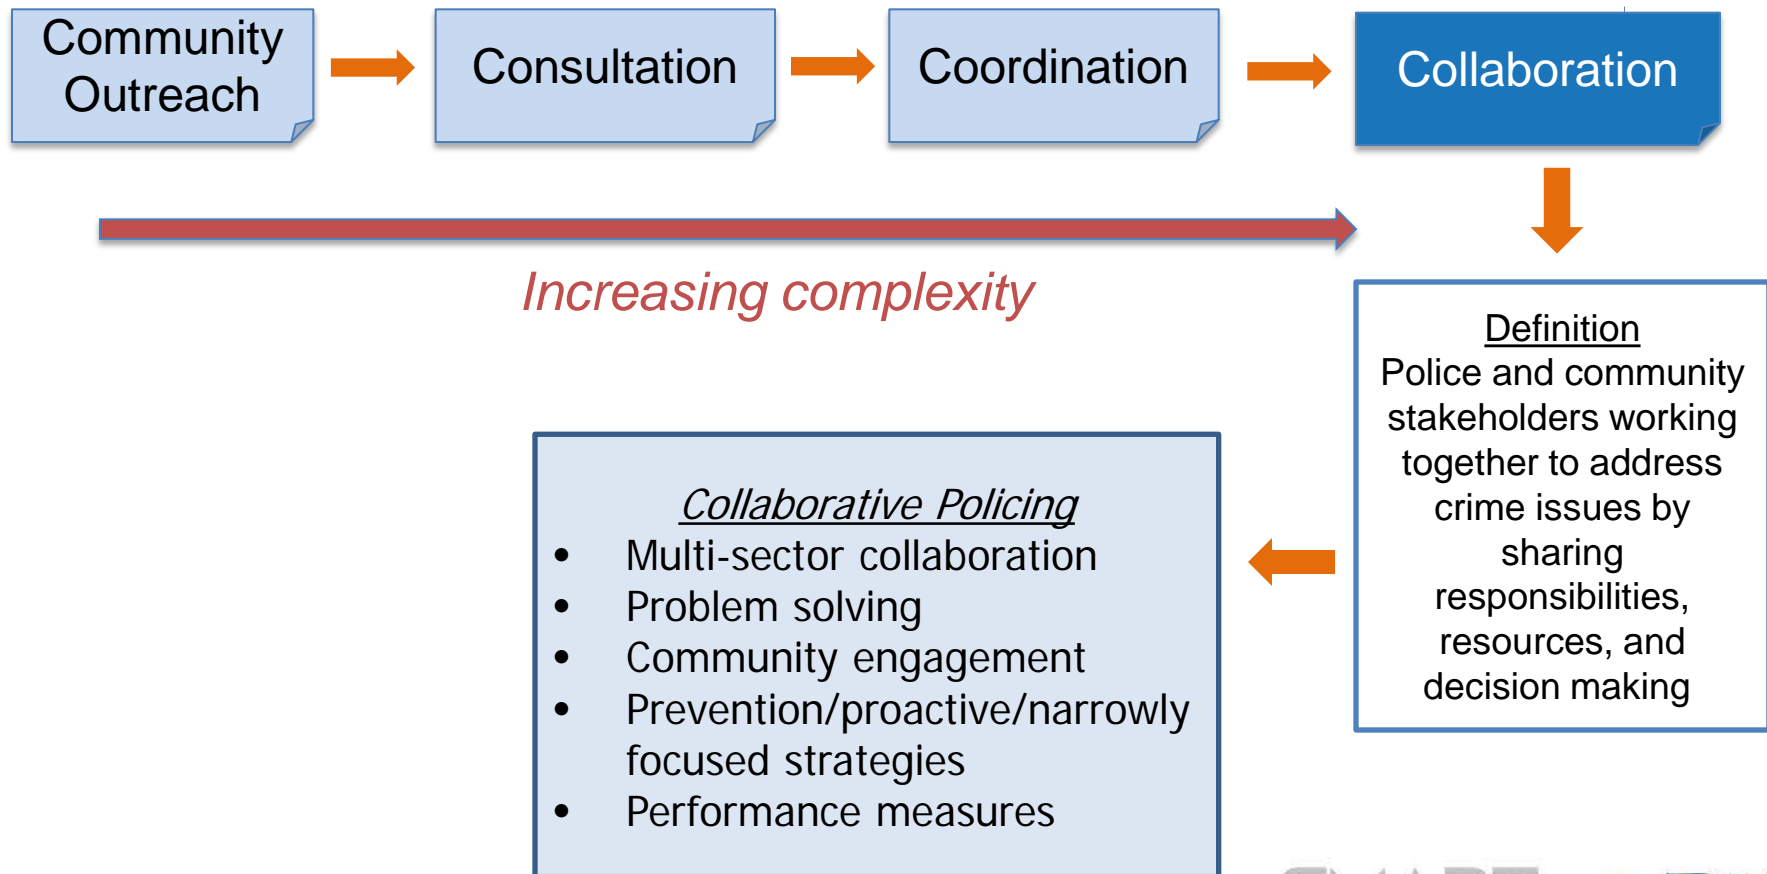 Community
Outreach
Consultation
Coordination
Collaboration
Increasing complexity
Definition
Police and community
stakeholders working
together to address
crime issues by
sharing
responsibilities,
resources, and
decision making
Collaborative Policing
• Multi-sector collaboration
• Problem solving
• Community engagement
• Prevention/proactive/narrowly
focused strategies
• Performance measures